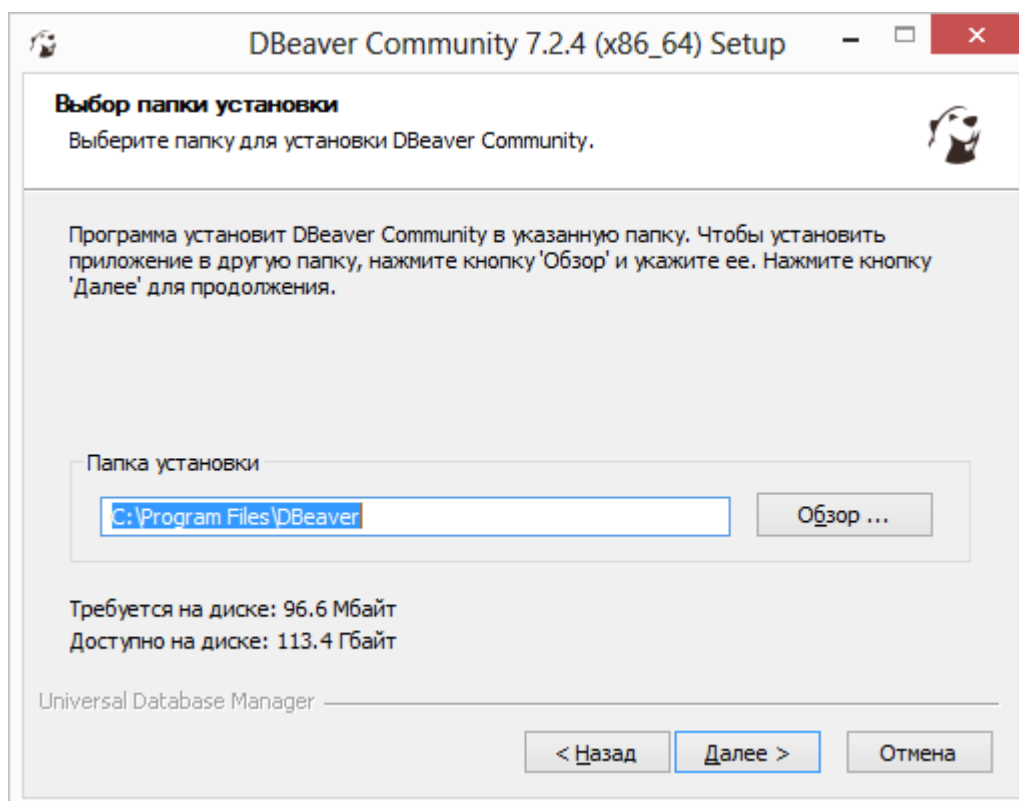 DBeaver Community 7.2.4 (x86_64) Setup
Выбор папки установки
Выберите папку для установки DBeaver Community.
Программа установит DBeaver Community в указанную папку. Чтобы установить
приложение в другую папку, нажмите кнопку 'Обзор' и укажите ее. Нажмите кнопку
'Далее' для продолжения.
Папка установки
C:\Program Files\DBeaver
Обзор ...
Требуется на диске: 96.6 Мбайт
Доступно на диске: 113.4 Гбайт
Universal Database Manager
< Назад
Далее >
Отмена